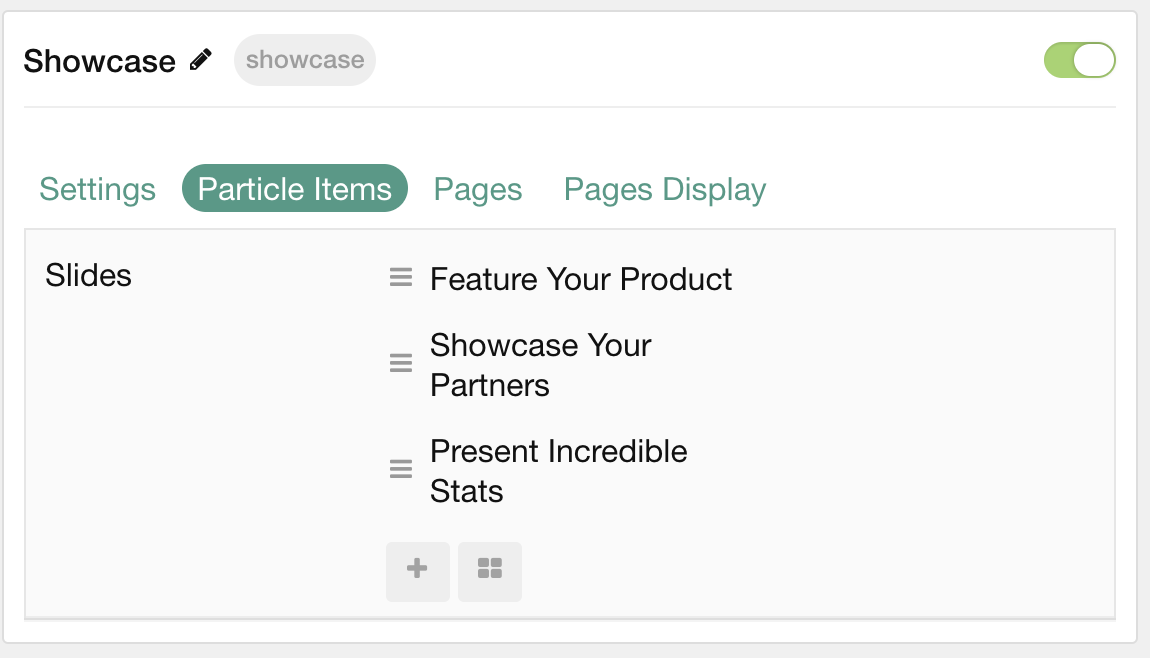 Showcase showcase
Settings Particle Items Pages Pages Display
Slides
Feature Your Product
Showcase Your
Partners
Present Incredible
Stats